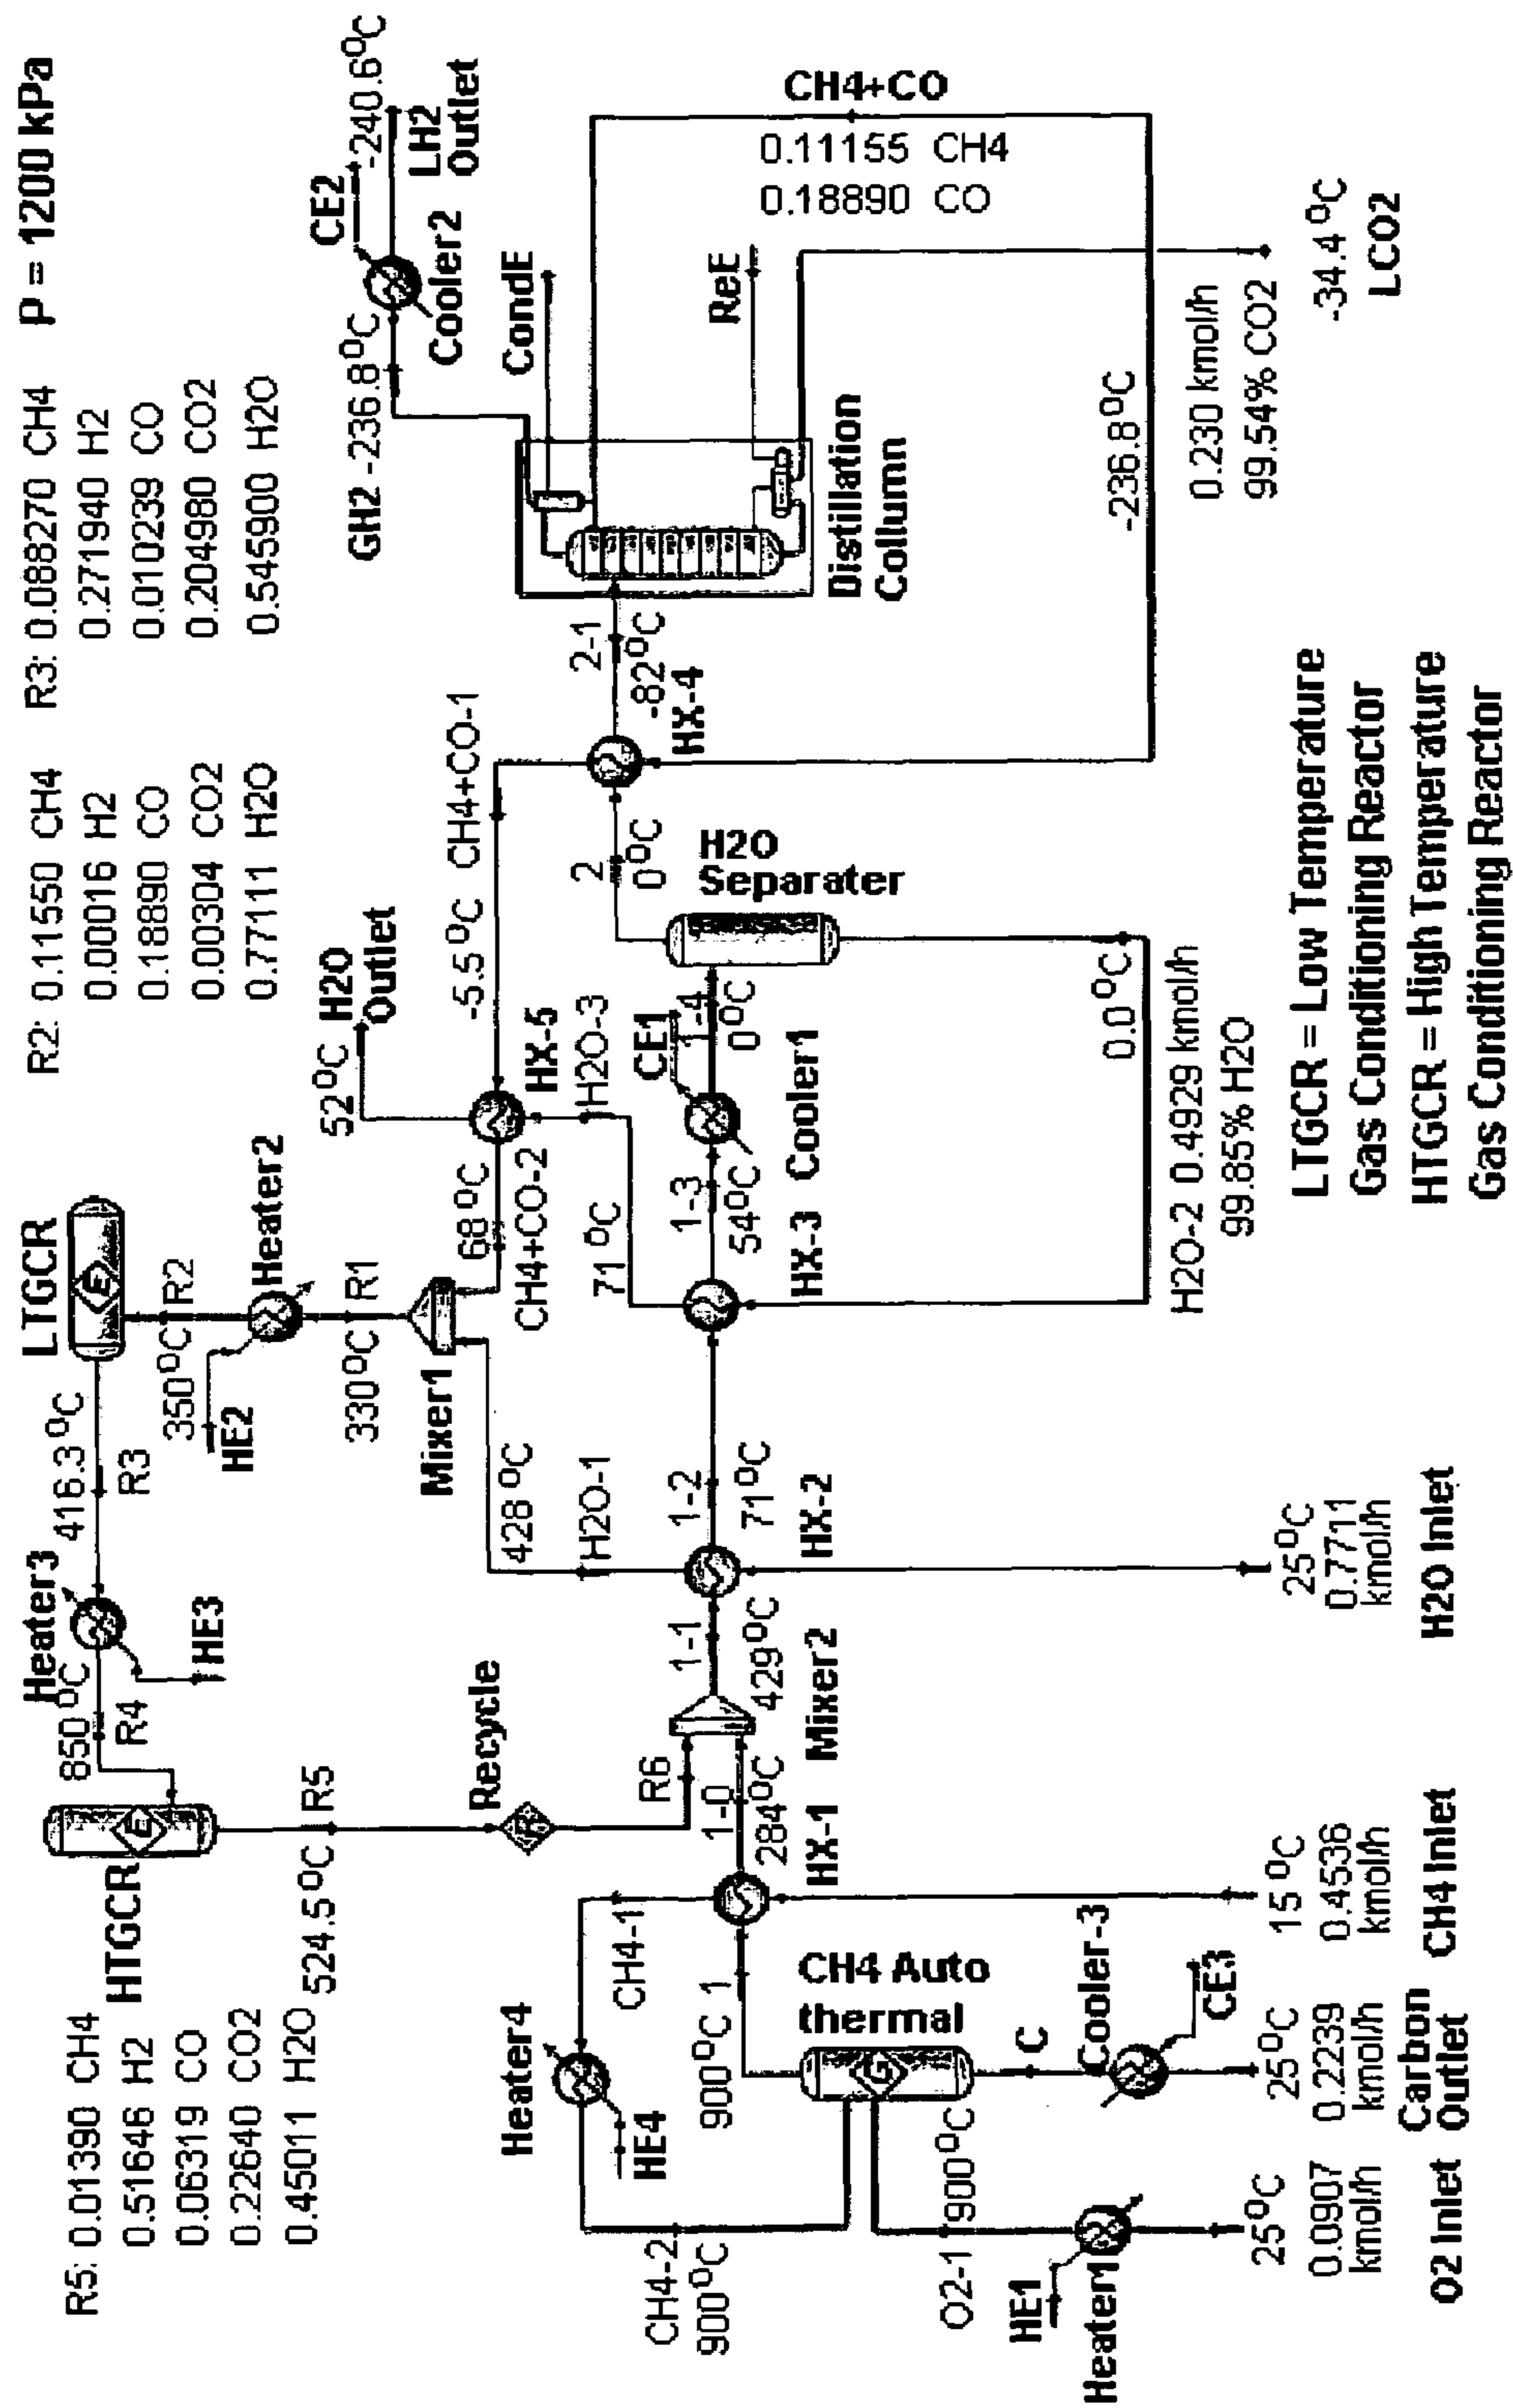 R2: 0.11550 CH4
0.00016 H2
0.18890 CO
0.00304 CO2
0.77111 H2O
R3: 0.088270 CH4
0.271940 H2
0.010239 CO
0.204980 CO2
0.545900 H2O
P = 1200 kPa
R5: 0.01390 CH4
0.51646 H2
0.06319 CO
0.22640 CO2
0.45011 H2O
HTGCR
524.5°C
R5
850°C
R4
Heater3
HE3
416.3°C
R3
LTGCR
350°C
R2
HE2
Heater2
330°C
R1
Mixer1
68°C
CH4+CO-2
52°C
H2O
Outlet
HX-5
H2O-3
-5.5°C
CH4+CO-1
GH2 -236.8°C
CE2
Cooler2
-240.6°C
LH2
Outlet
CondE
ReE
CH4+CO
0.11155 CH4
0.18890 CO
Recycle
R6
428°C
H2O-1
71°C
Heater4
HE4
CH4-1
CH4-2
900°C
900°C
1
CH4 Auto
thermal
1-0
284°C
HX-1
Mixer2
1-1
429°C
HX-2
1-2
71°C
HX-3
1-3
54°C
CE1
Cooler1
1-4
0°C
H2O
Separater
2
0°C
HX-4
2-1
-82°C
Distillation
Collumn
O2-1
900°C
HE1
Heater1
C
Cooler-3
CE3
0.0 °C
H2O-2 0.4929 kmol/h
99.85% H2O
-236.8°C
0.230 kmol/h
99.54% CO2
-34.4 °C
LCO2
25°C
0.0907
kmol/h
O2 Inlet
25°C
0.2239
kmol/h
Carbon
Outlet
15°C
0.4536
kmol/h
CH4 Inlet
25°C
0.7711
kmol/h
H2O Inlet
LTGCR = Low Temperature
Gas Conditioning Reactor
HTGCR = High Temperature
Gas Conditioning Reactor